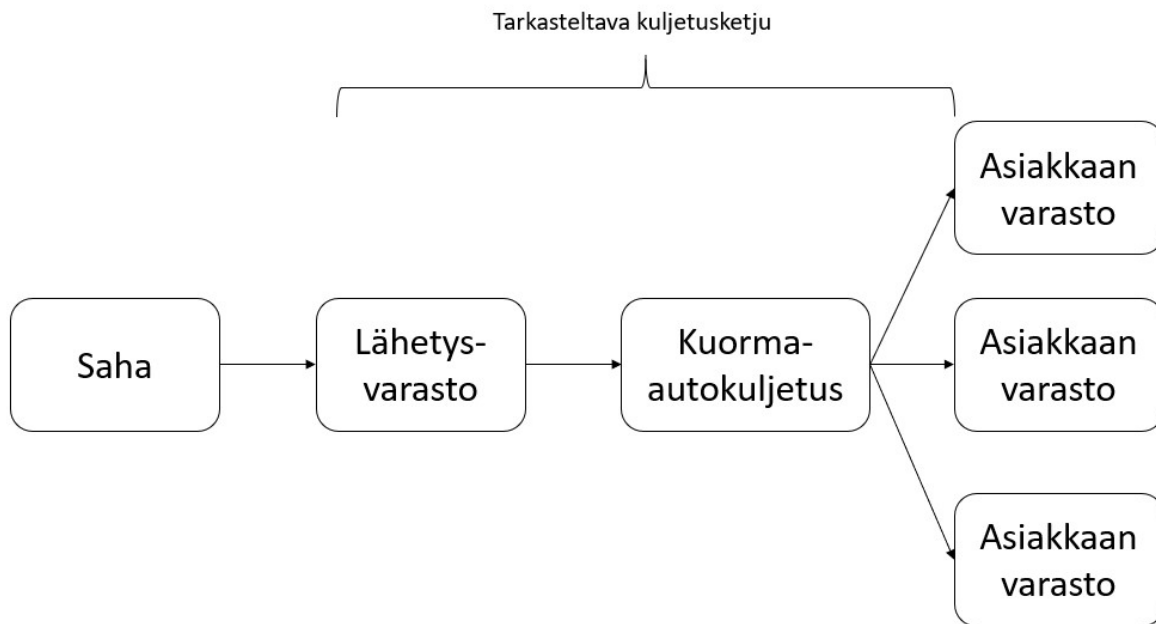 Tarkasteltava kuljetusketju
Saha
Lähetys-
varasto
Kuorma-
autokuljetus
Asiakkaan
varasto
Asiakkaan
varasto
Asiakkaan
varasto